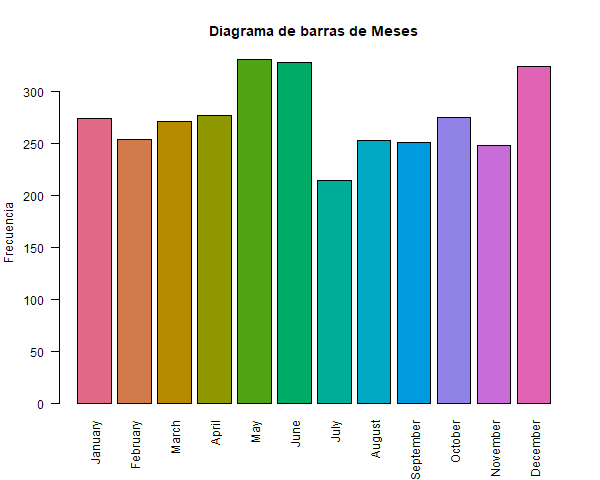 Diagrama de barras de Meses
Frecuencia
300
250
200
150
100
50
0
January
February
March
April
May
June
July
August
September
October
November
December